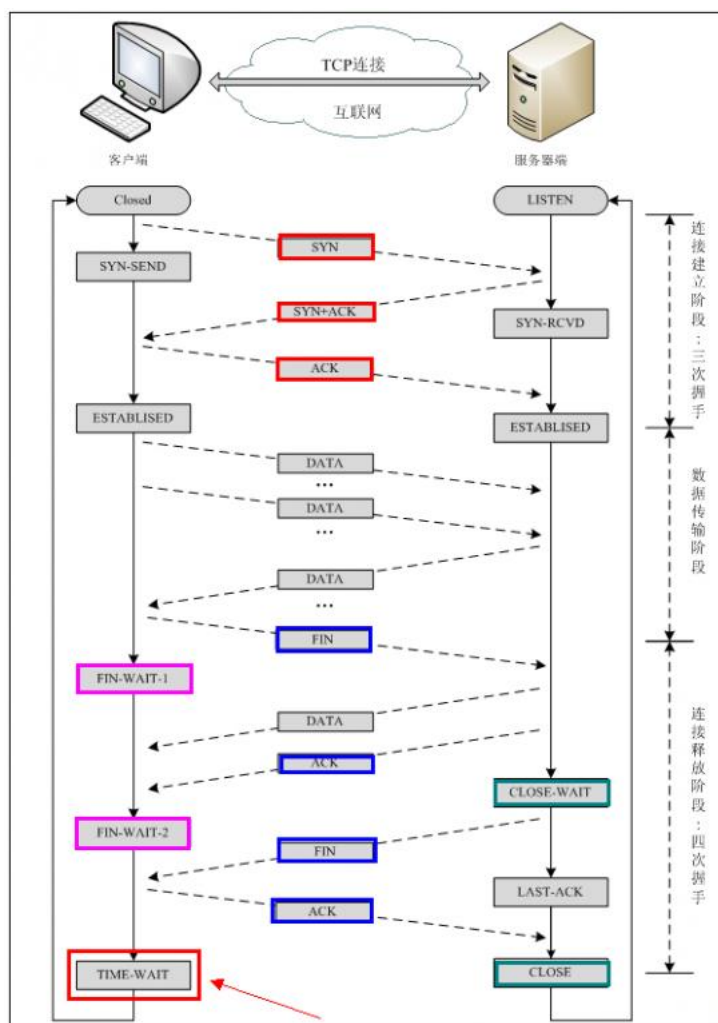 TCP连接
互联网
客户端
服务器端
Closed
LISTEN
SYN
SYN-SEND
SYN+ACK
SYN-RCVD
ACK
ESTABLISED
ESTABLISED
连接建立阶段:三次握手
DATA
...
DATA
...
DATA
...
数据传输阶段
FIN
FIN-WAIT-1
DATA
ACK
CLOSE-WAIT
FIN-WAIT-2
FIN
LAST-ACK
ACK
TIME-WAIT
CLOSE
连接释放阶段:四次握手